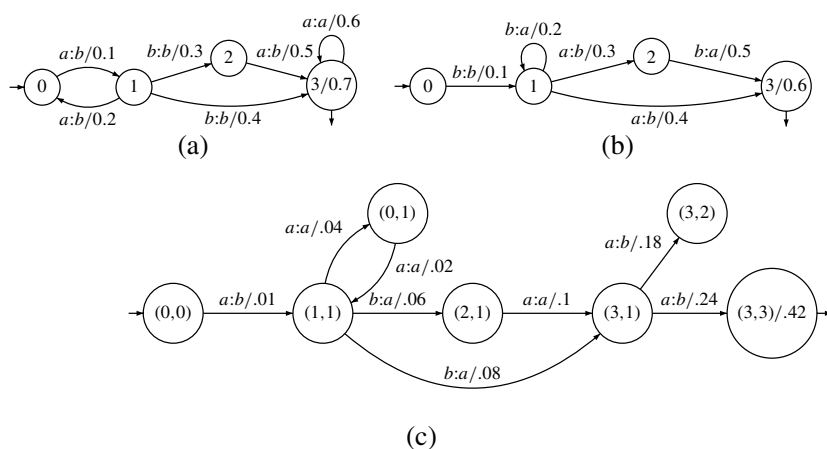 a:b/0.1
0
a:b/0.2
1
b:b/0.3
2
a:b/0.5
b:b/0.4
a:a/0.6
3/0.7
(a)
0
b:b/0.1
b:a/0.2
1
a:b/0.3
2
b:a/0.5
a:b/0.4
3/0.6
(b)
(0,0)
a:b/.01
(1,1)
a:a/.04
(0,1)
a:a/.02
b:a/.06
(2,1)
a:a/.1
b:a/.08
(3,1)
a:b/.18
(3,2)
a:b/.24
(3,3)/.42
(c)